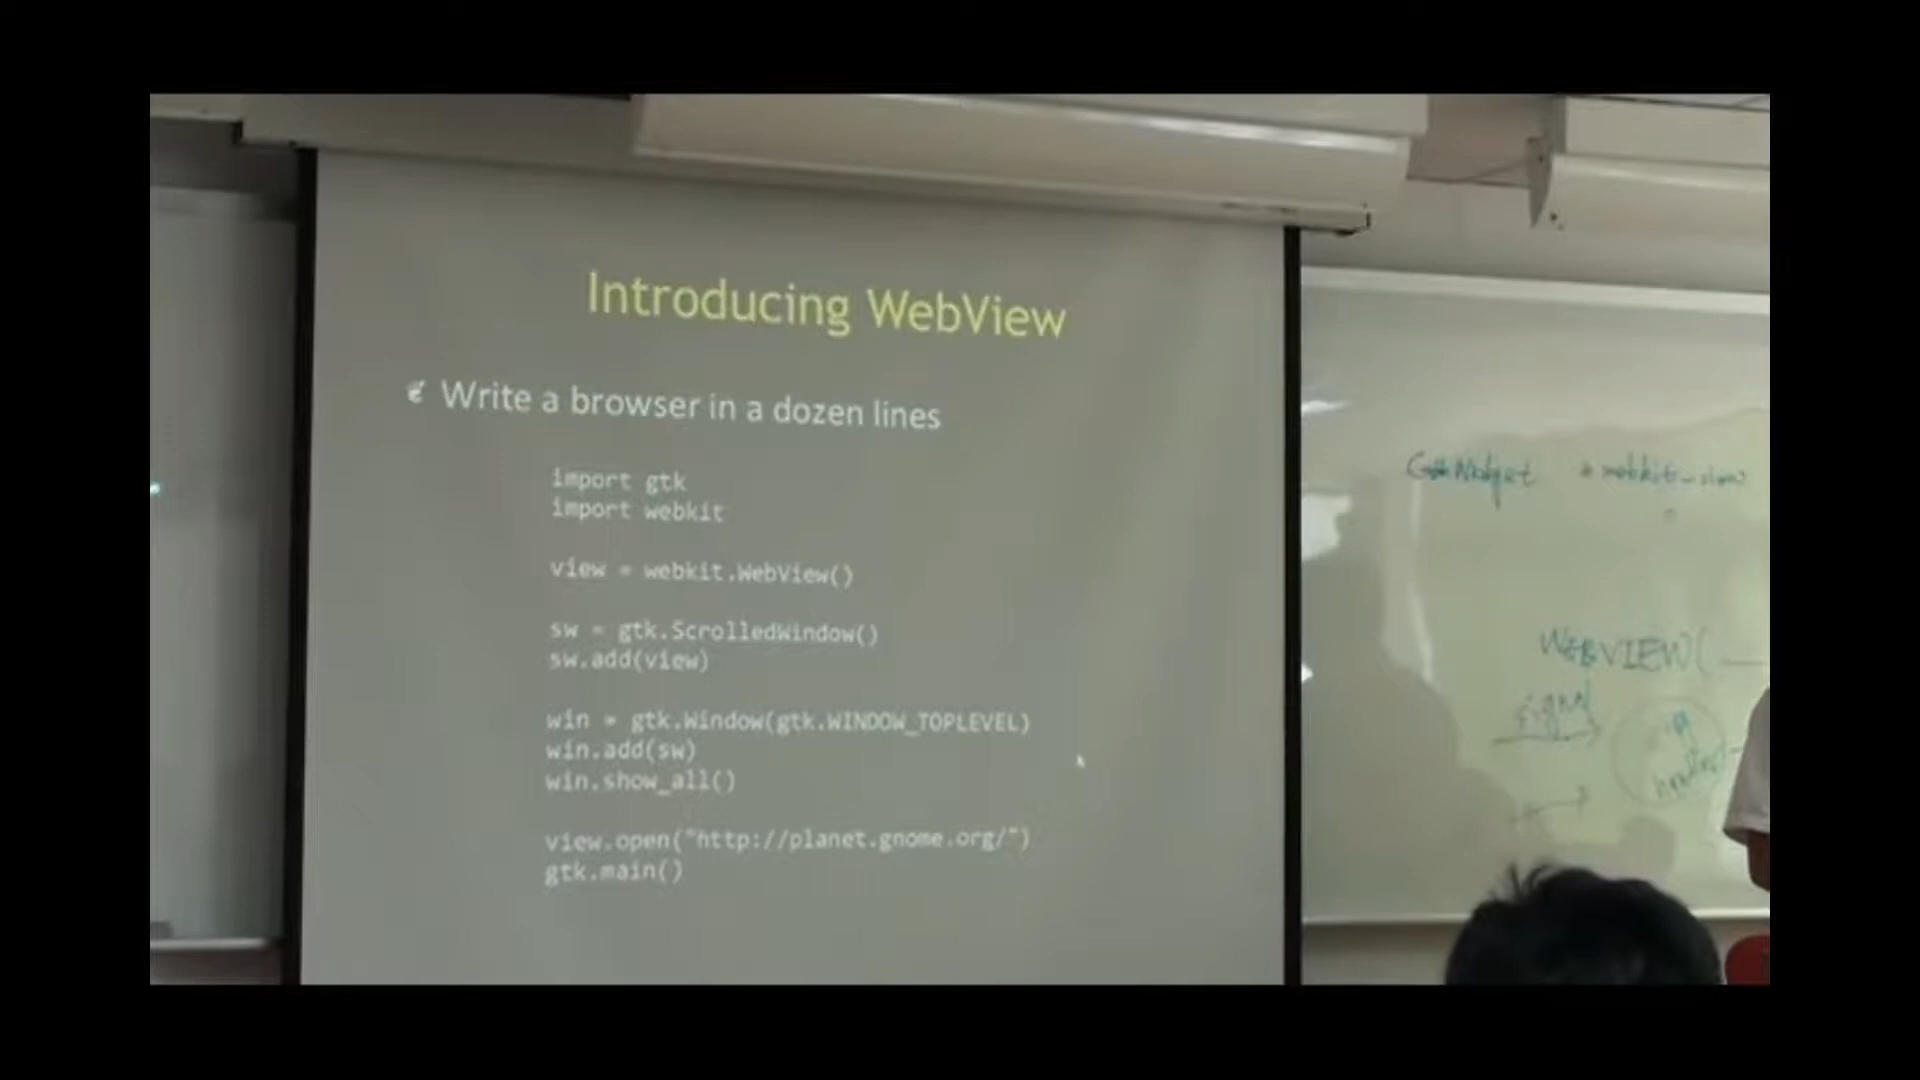 Introducing WebView
Write a browser in a dozen lines
import gtk
import webkit
view = webkit.WebView()
sw = gtk.ScrolledWindow()
sw.add(view)
win = gtk.Window(gtk.WINDOW_TOPLEVEL)
win.add(sw)
win.show_all()
view.open("http://planet.gnome.org/")
gtk.main()
GtkWidget * webkit_view
WEBVIEW(
signal